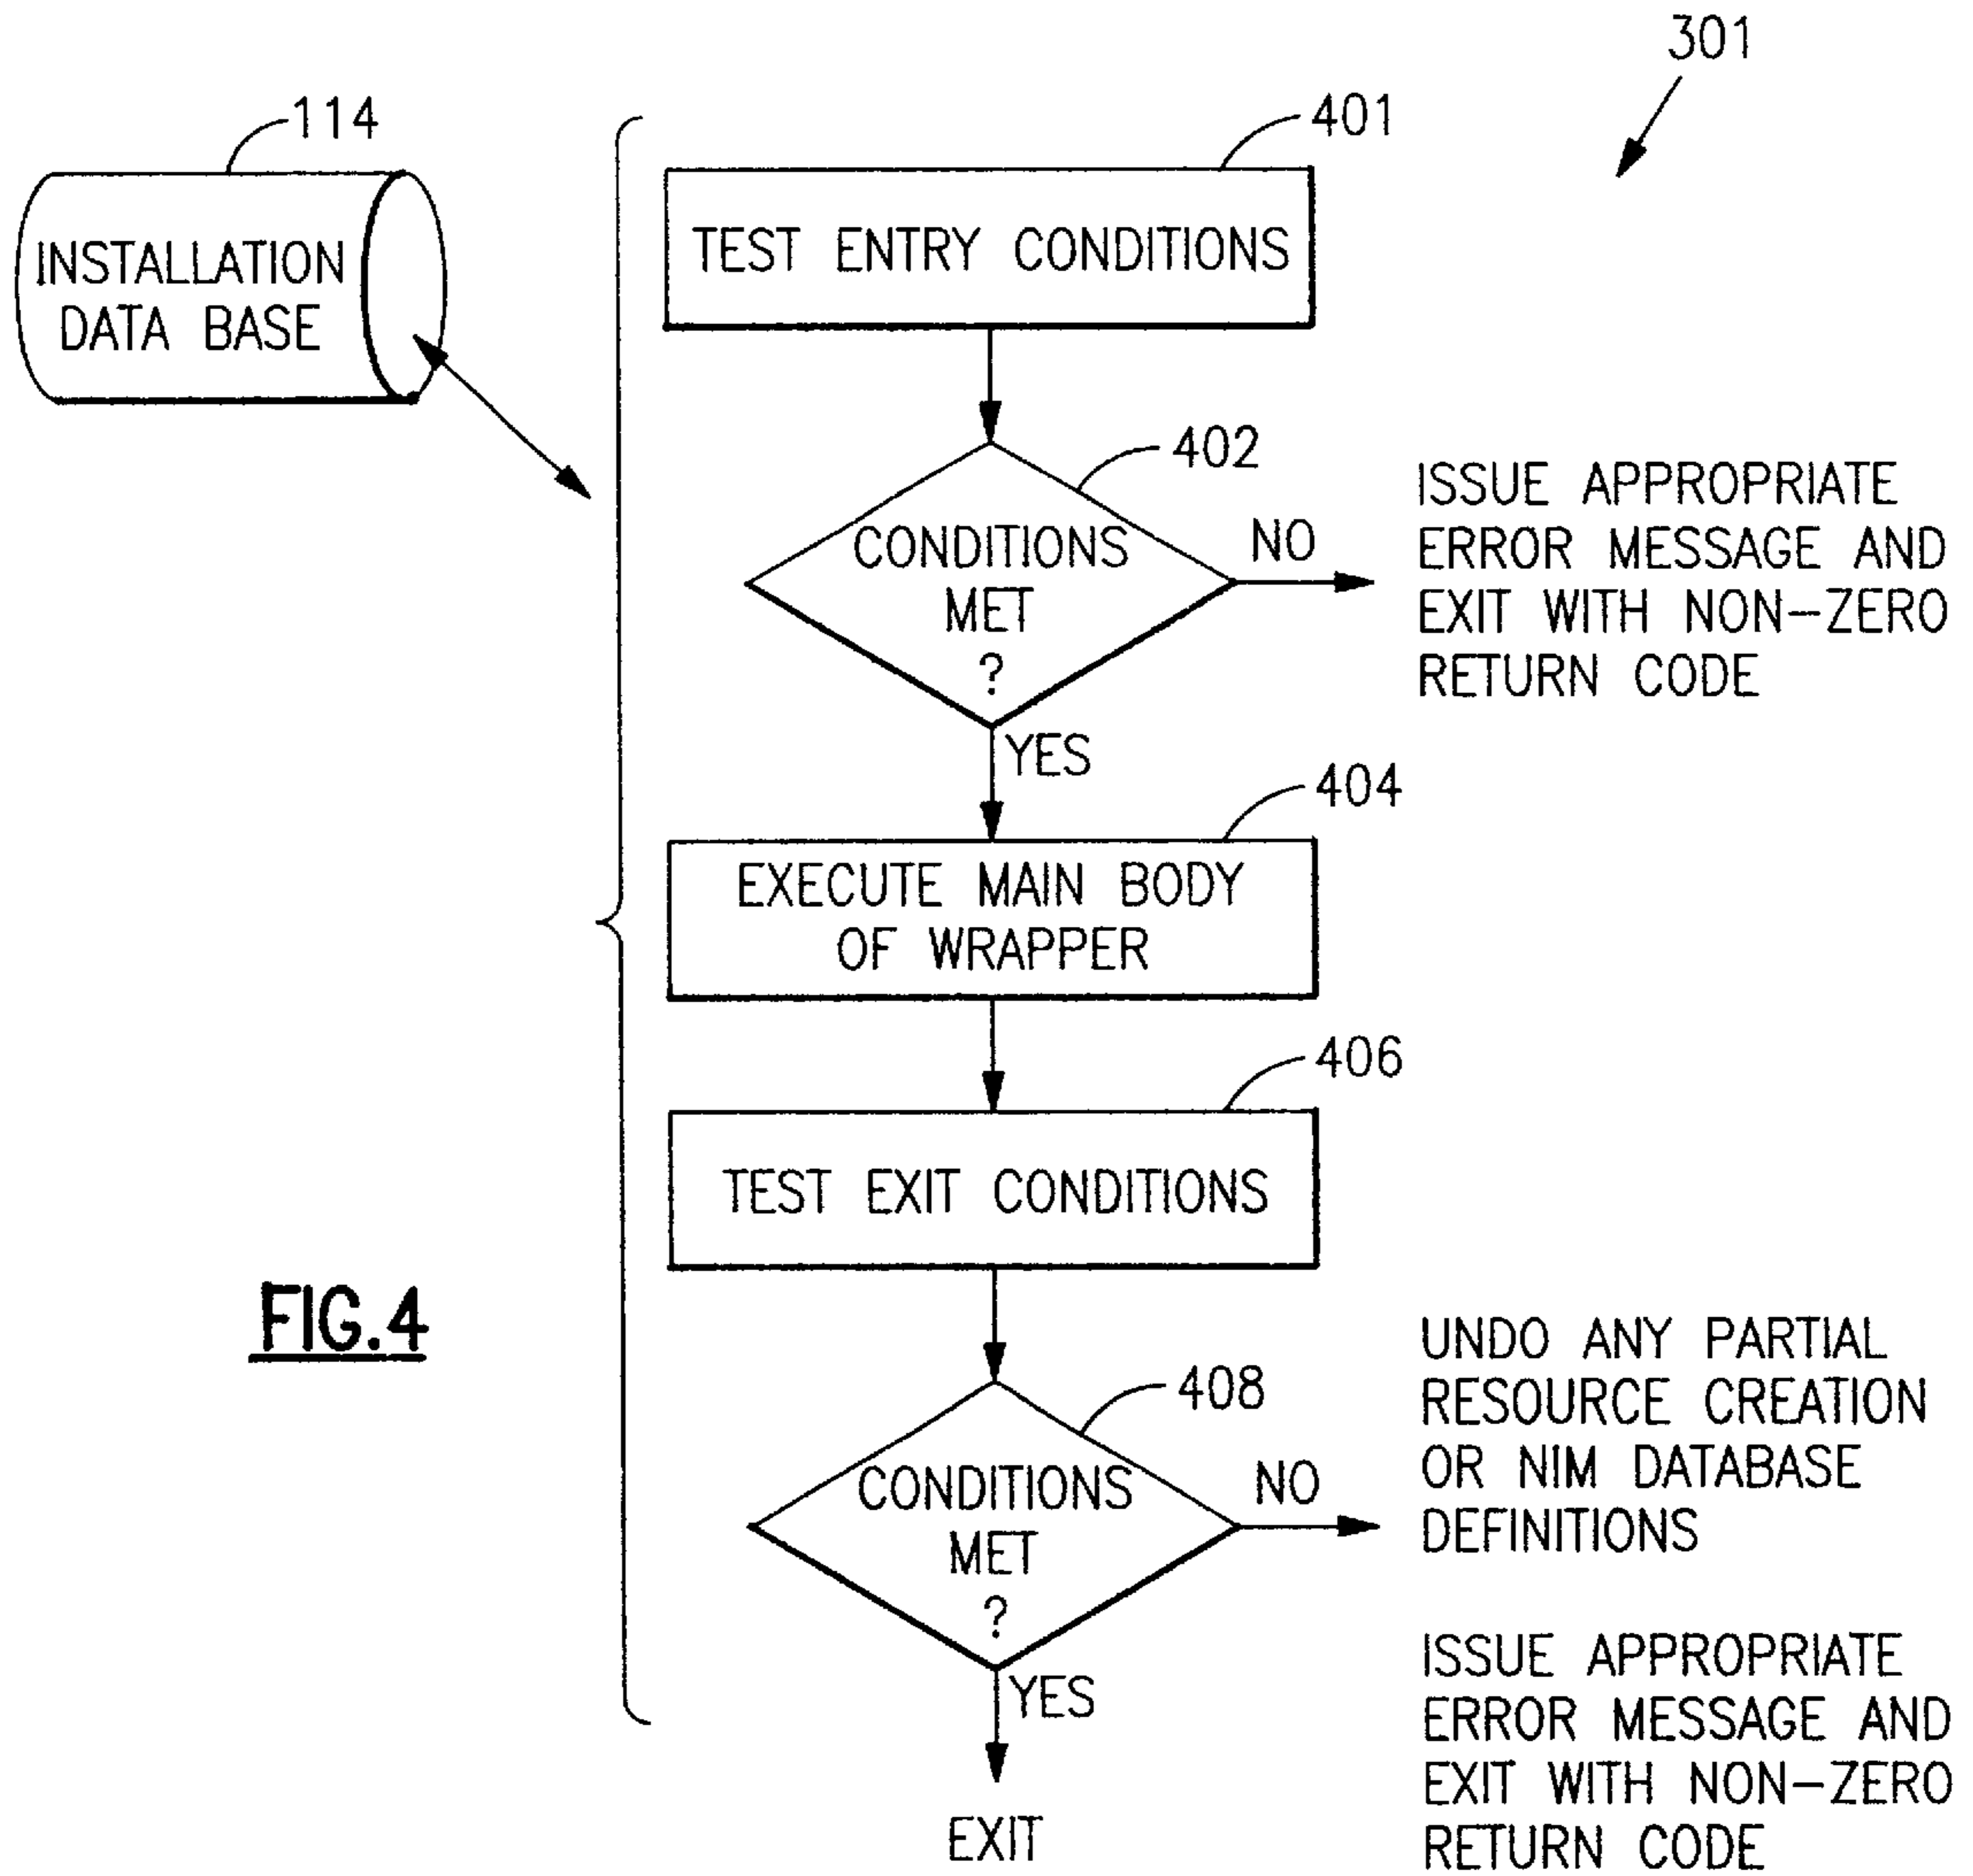 301
114
401
INSTALLATION
DATA BASE
TEST ENTRY CONDITIONS
402
CONDITIONS
MET
?
NO
ISSUE APPROPRIATE
ERROR MESSAGE AND
EXIT WITH NON-ZERO
RETURN CODE
YES
404
EXECUTE MAIN BODY
OF WRAPPER
406
TEST EXIT CONDITIONS
FIG.4
408
CONDITIONS
MET
?
NO
UNDO ANY PARTIAL
RESOURCE CREATION
OR NIM DATABASE
DEFINITIONS
ISSUE APPROPRIATE
ERROR MESSAGE AND
EXIT WITH NON-ZERO
RETURN CODE
YES
EXIT